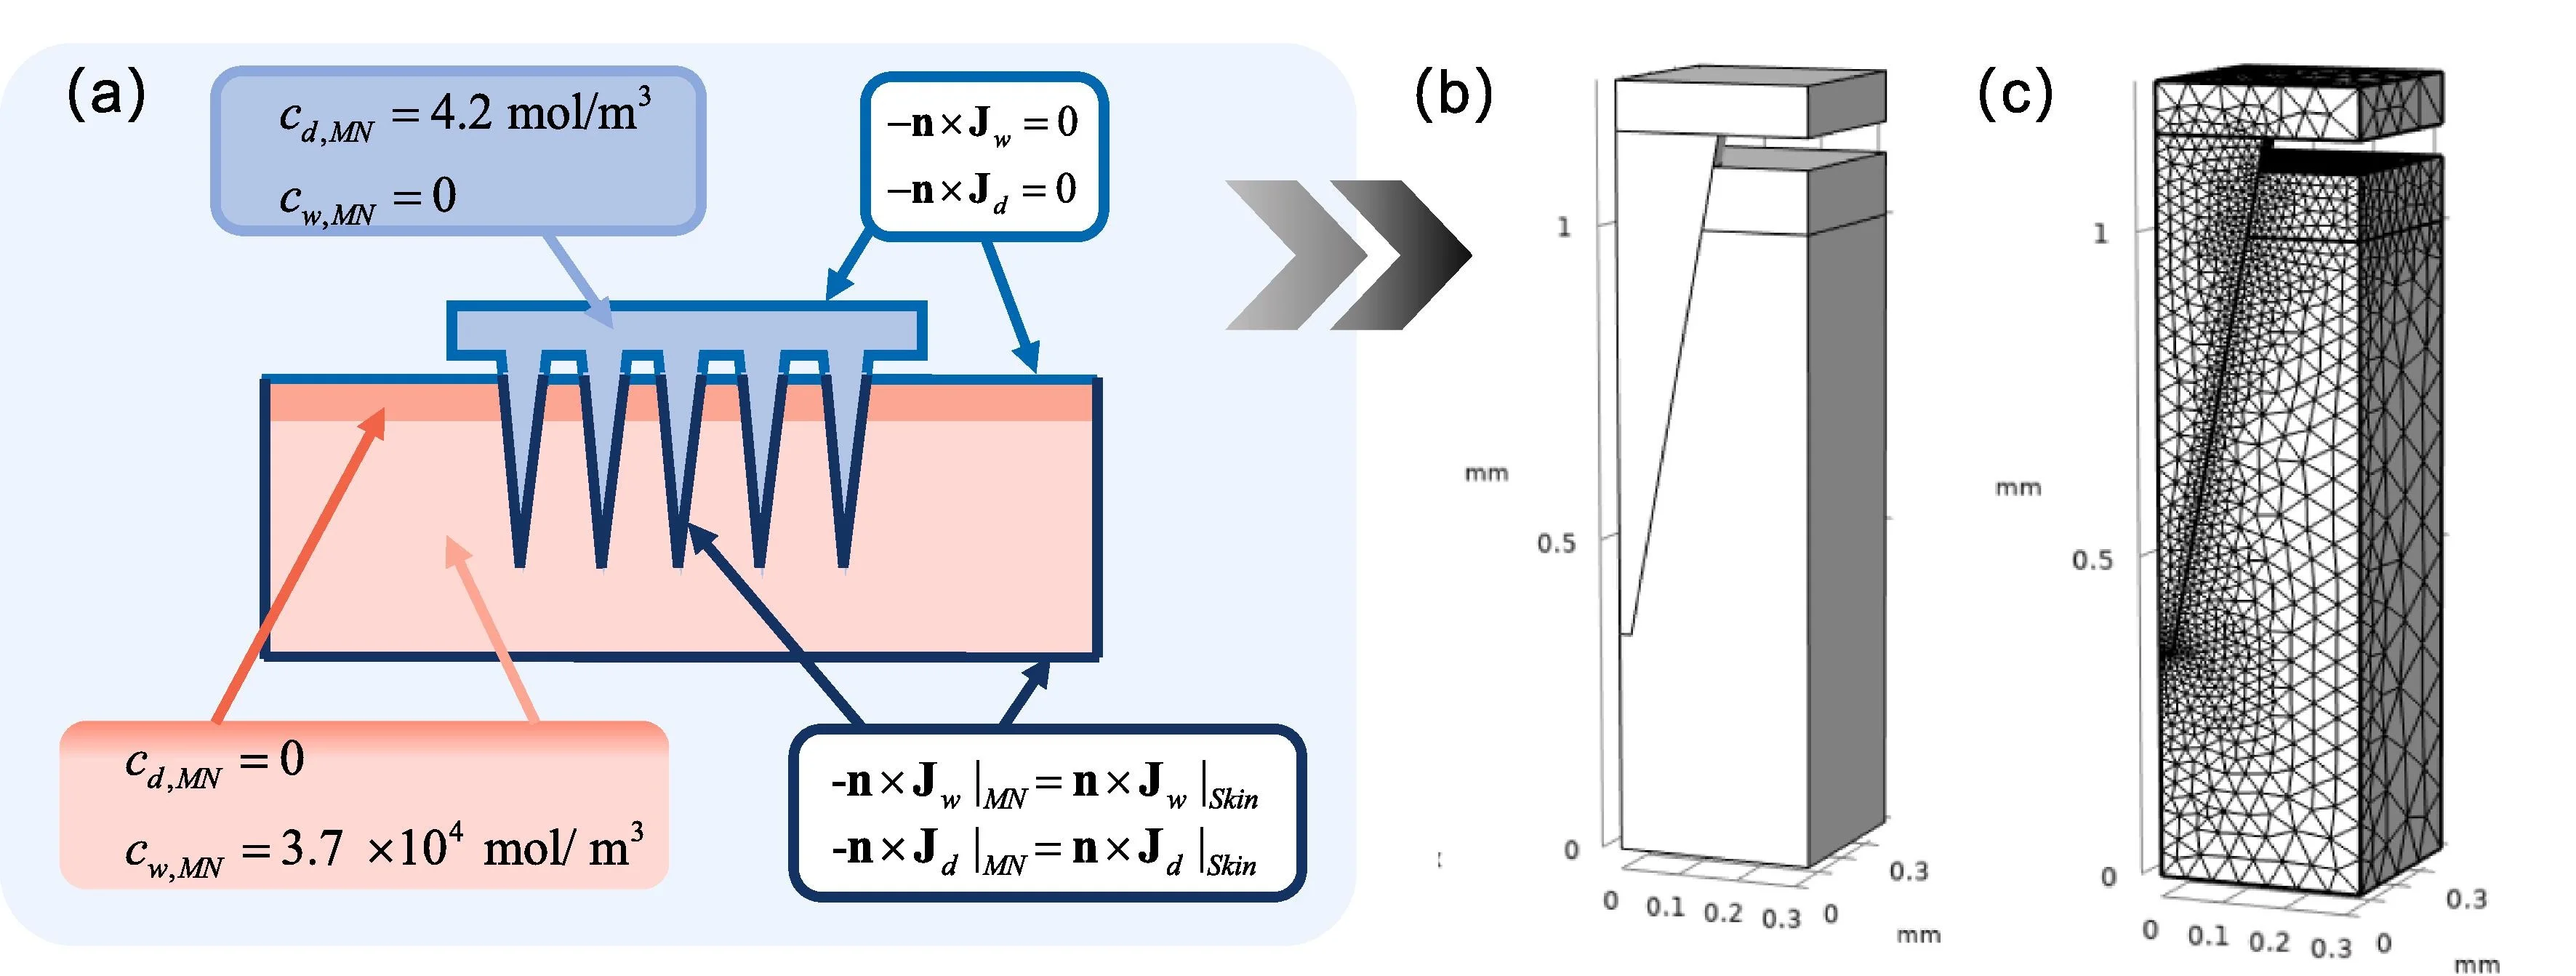 (a)
c_{d,MN} = 4.2 mol/m³
c_{w,MN} = 0
−n×J_w = 0
−n×J_d = 0
c_{d,MN} = 0
c_{w,MN} = 3.7 ×10⁴ mol/ m³
-n×J_w |_{MN} = n×J_w |_{Skin}
-n×J_d |_{MN} = n×J_d |_{Skin}
(b)
1
mm
0.5
0
0 0.1 0.2 0.3
0 0.3
mm
(c)
1
mm
0.5
0
0 0.1 0.2 0.3
0 0.3
mm